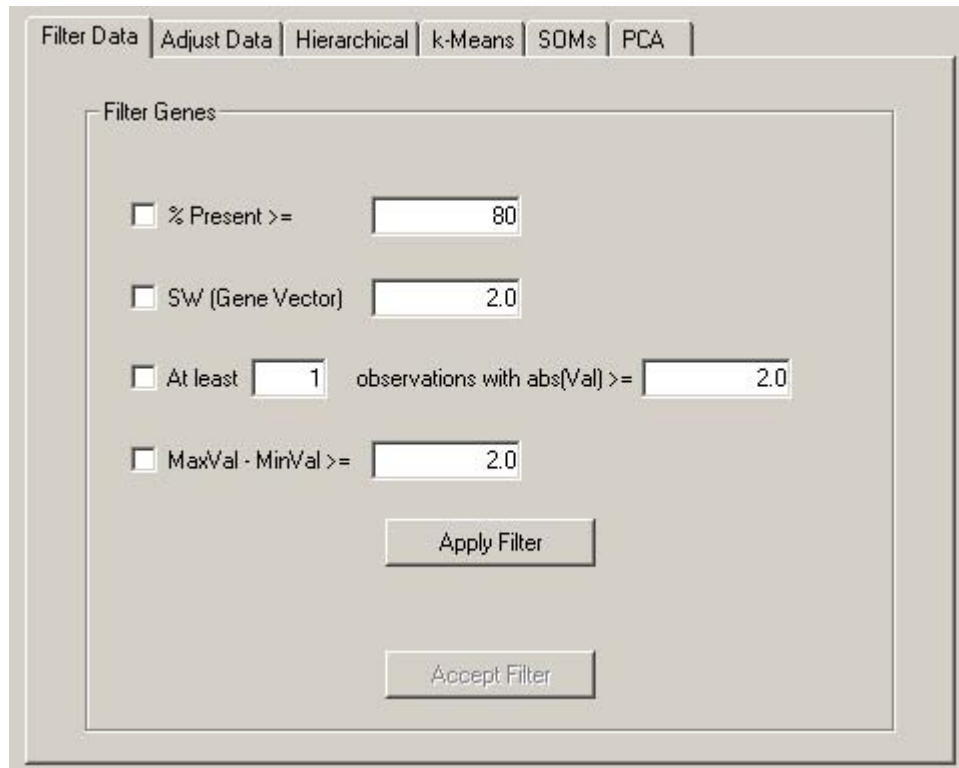 Filter Data Adjust Data Hierarchical k-Means SOMs PCA
Filter Genes
% Present >= 80
SW (Gene Vector) 2.0
At least 1 observations with abs(Val) >= 2.0
MaxVal - MinVal >= 2.0
Apply Filter
Accept Filter